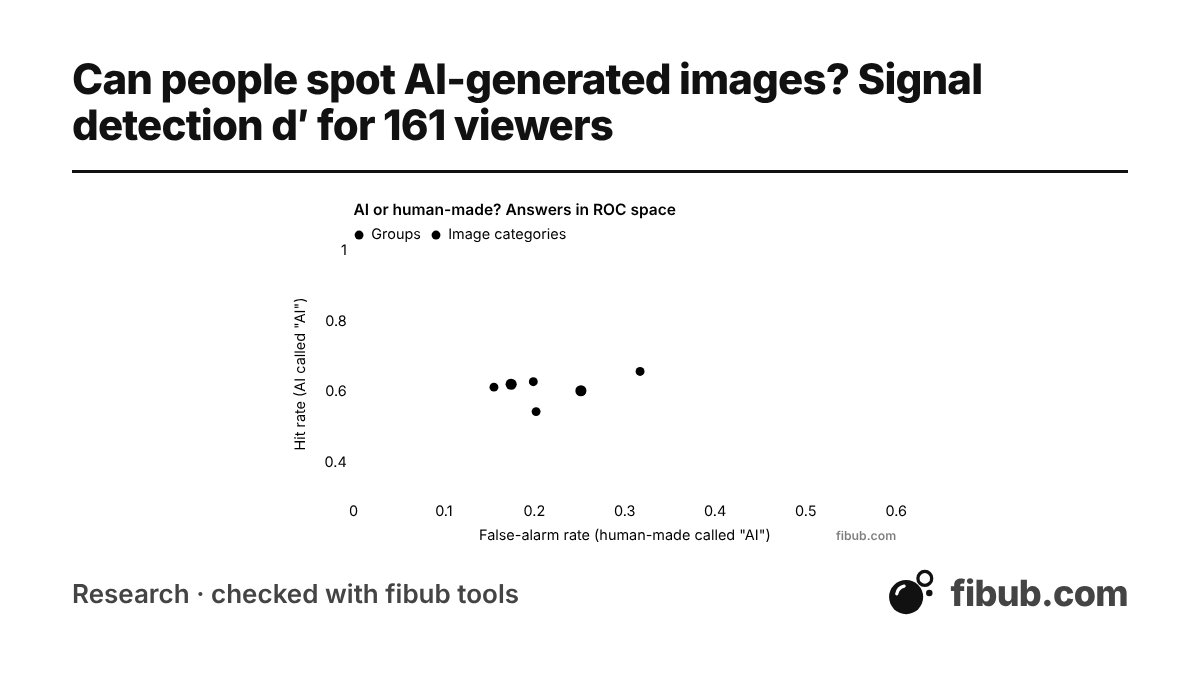 Can people spot AI-generated images? Signal
detection d′ for 161 viewers
AI or human-made? Answers in ROC space
Groups Image categories
1
0.8
0.6
0.4
Hit rate (AI called "AI")
0 0.1 0.2 0.3 0.4 0.5 0.6
False-alarm rate (human-made called "AI")
fibub.com
Research · checked with fibub tools
fibub.com